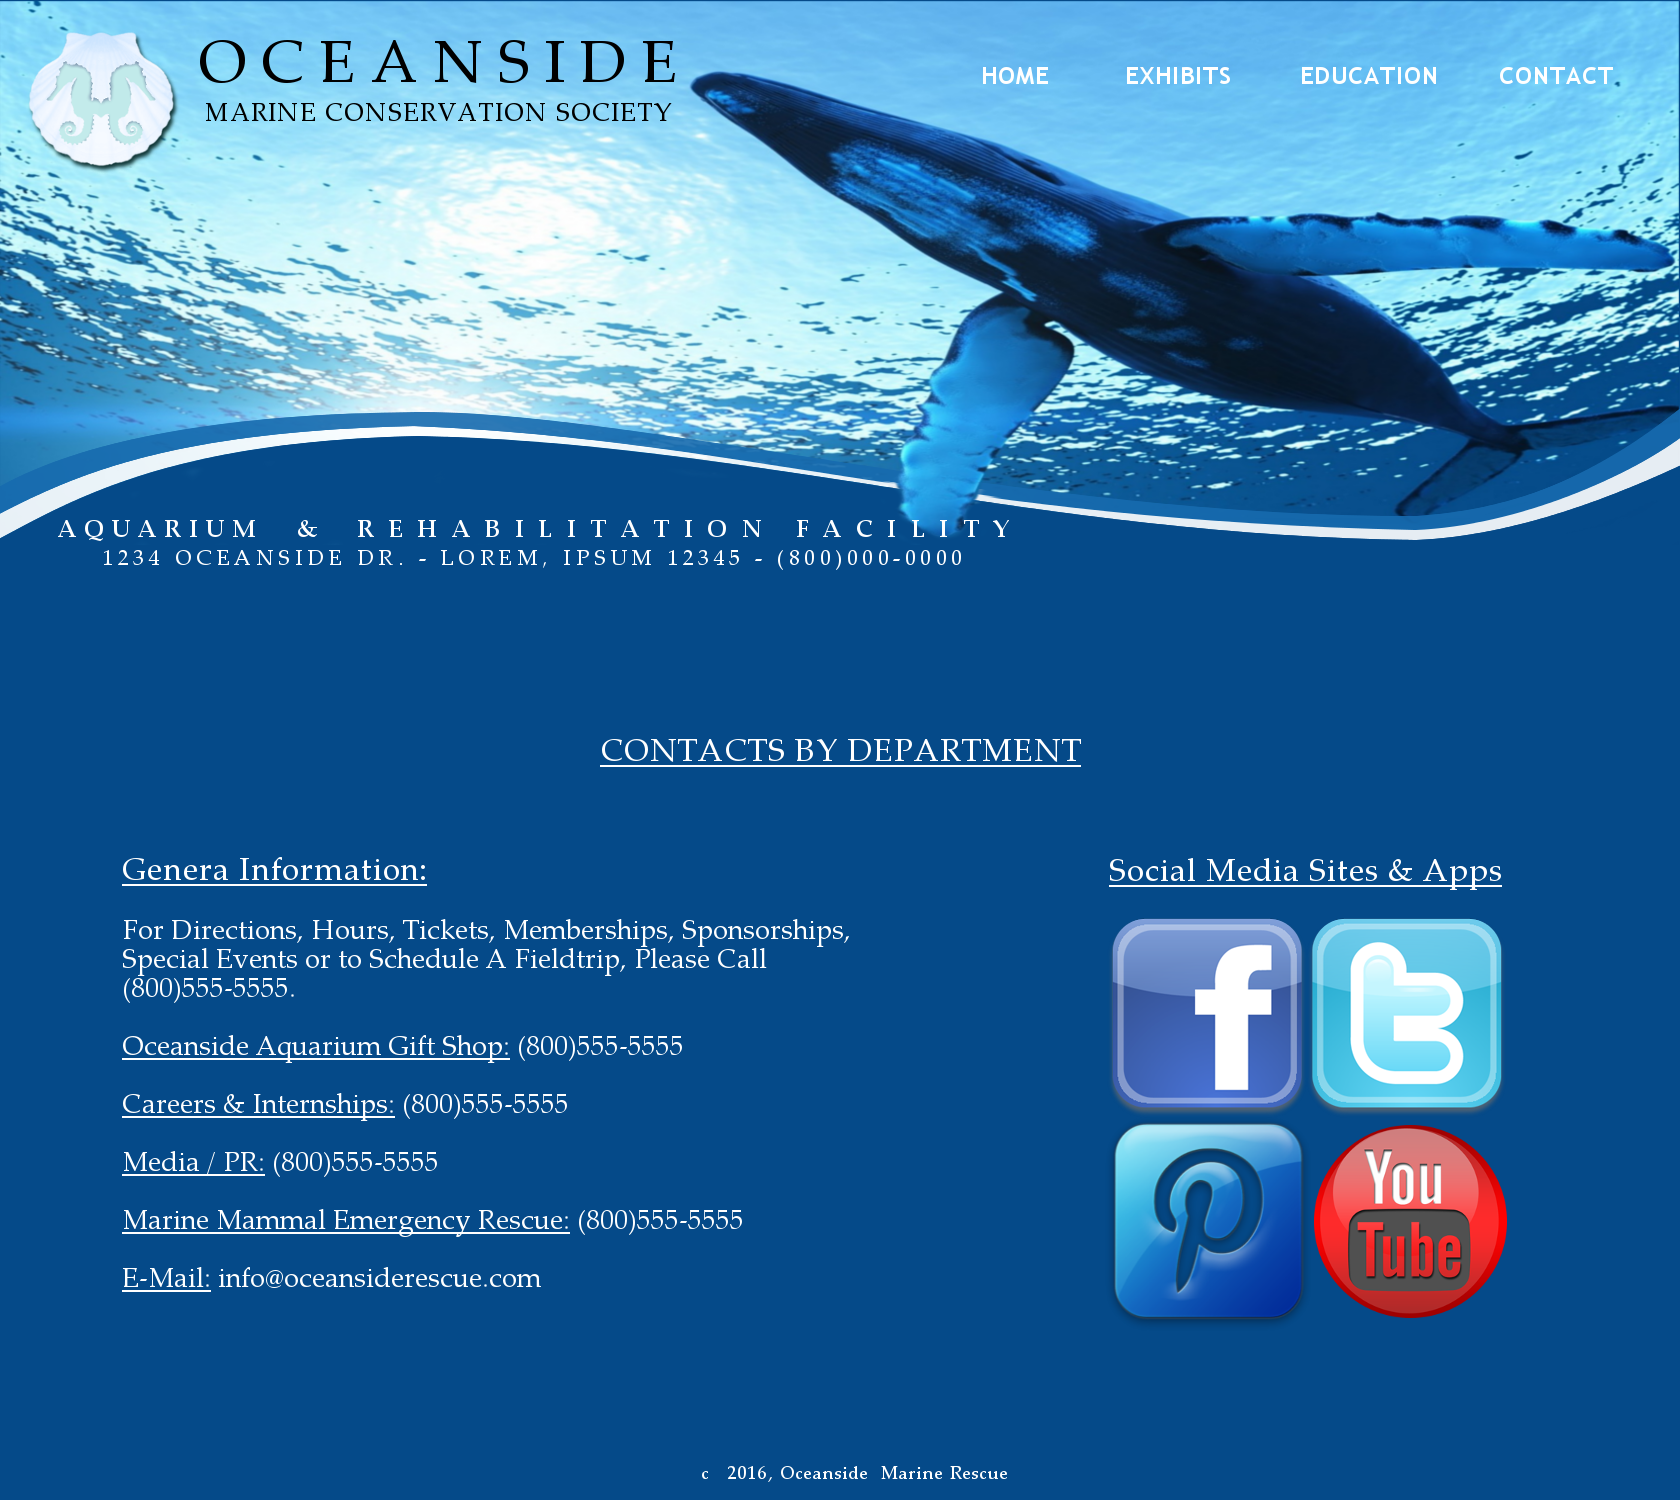 OCEANSIDE
MARINE CONSERVATION SOCIETY
HOME EXHIBITS EDUCATION CONTACT
AQUARIUM & REHABILITATION FACILITY
1234 OCEANSIDE DR. - LOREM, IPSUM 12345 - (800)000-0000
CONTACTS BY DEPARTMENT
Genera Information:
For Directions, Hours, Tickets, Memberships, Sponsorships,
Special Events or to Schedule A Fieldtrip, Please Call
(800)555-5555.
Oceanside Aquarium Gift Shop: (800)555-5555
Careers & Internships: (800)555-5555
Media / PR: (800)555-5555
Marine Mammal Emergency Rescue: (800)555-5555
E-Mail: info@oceansiderescue.com
Social Media Sites & Apps
f t
P You
Tube
c 2016, Oceanside Marine Rescue